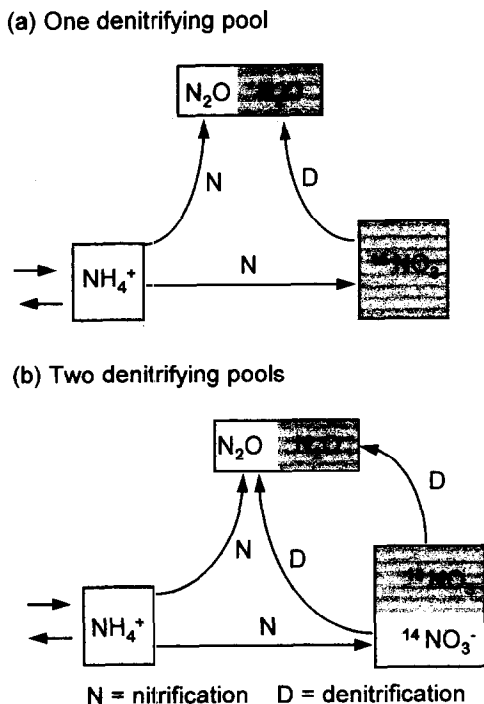 (a) One denitrifying pool
N₂O
N
D
NH₄⁺
N
(b) Two denitrifying pools
N₂O
D
N
D
NH₄⁺
N
¹⁴NO₃⁻
N = nitrification D = denitrification